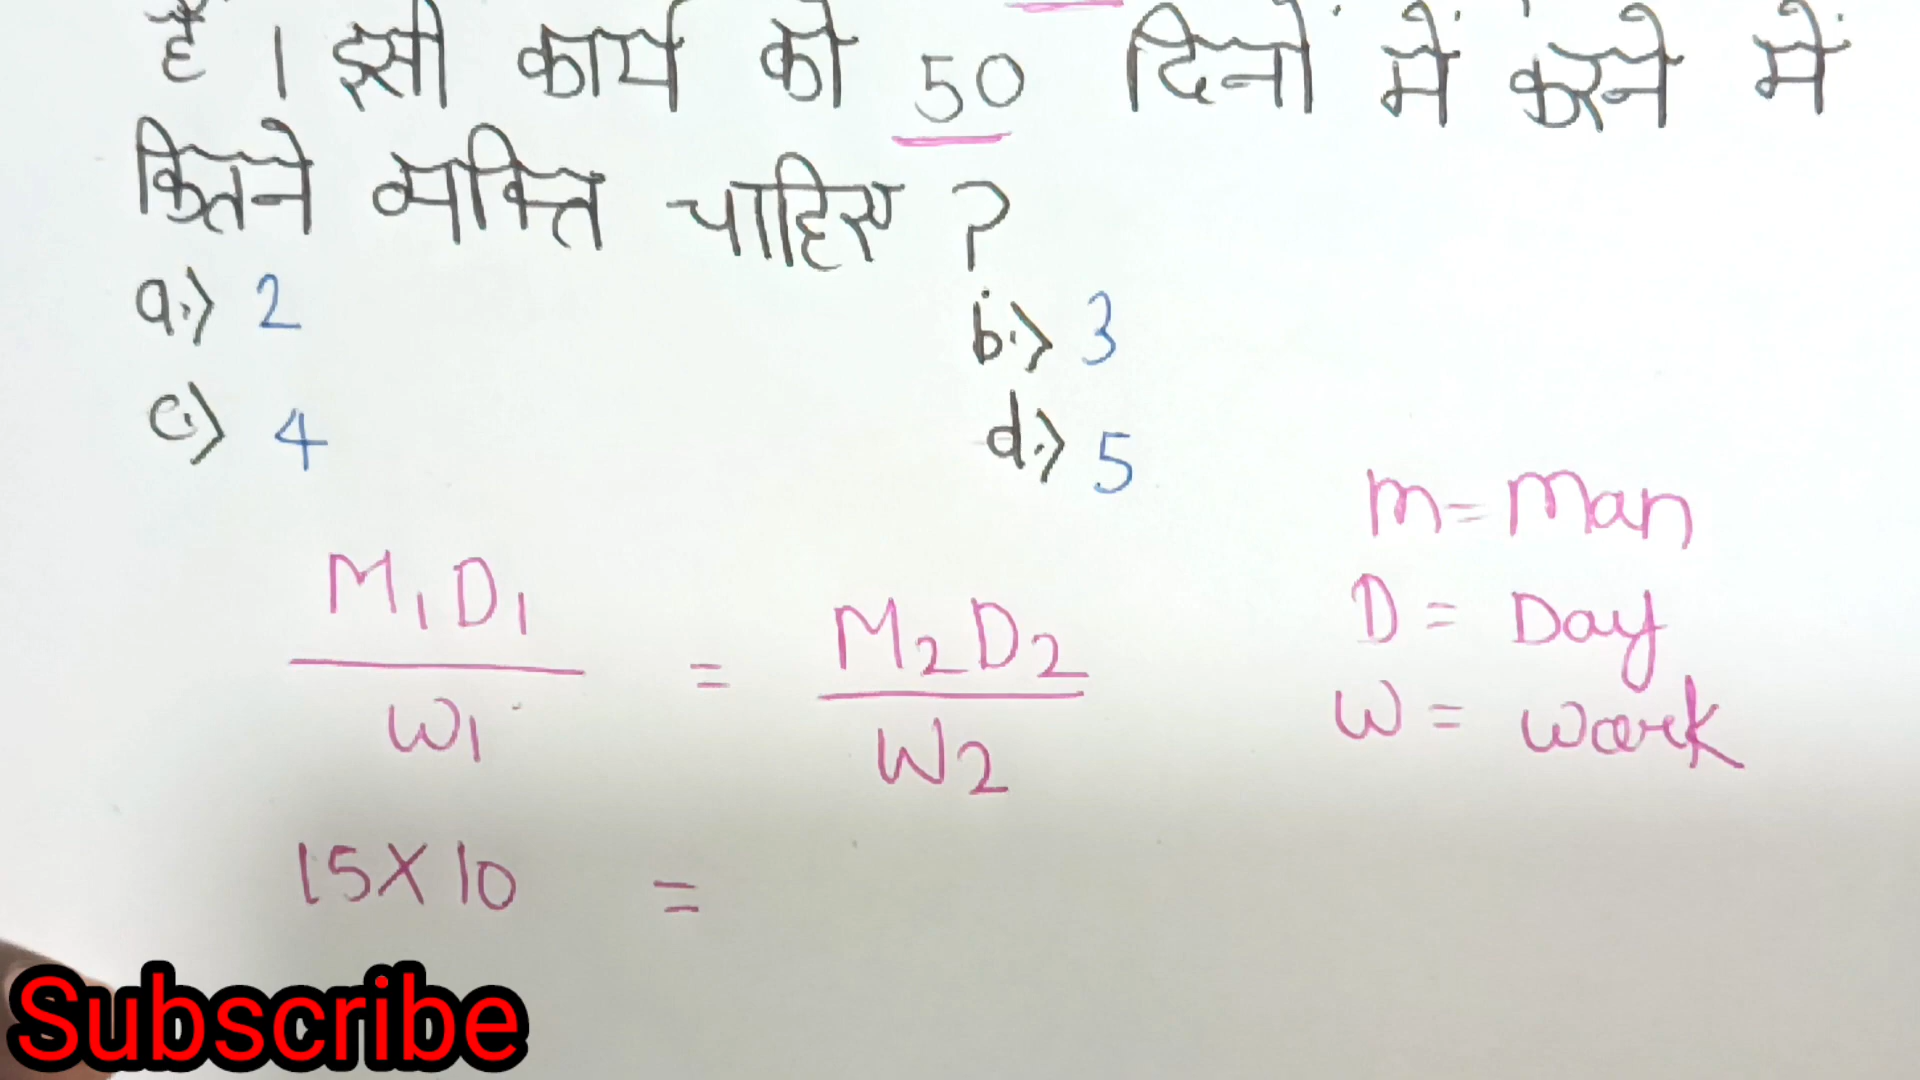 हैं । इसी कार्य को 50 दिनों में करने में
कितने व्यक्ति चाहिए ?
a.) 2
b.) 3
c.) 4
d.) 5
M = Man
D = Day
W = Work
M₁D₁ / W₁ = M₂D₂ / W₂
15 X 10 =
Subscribe